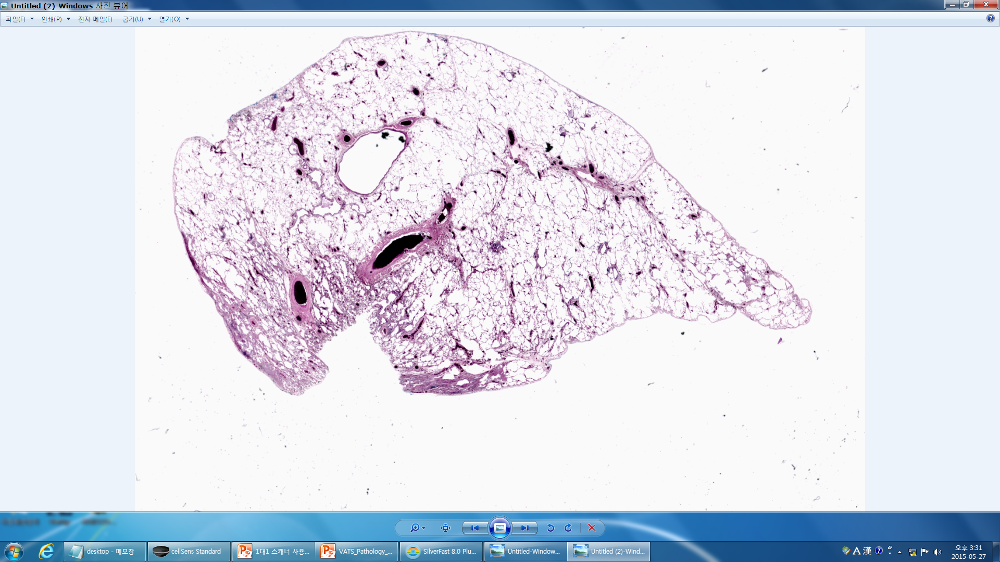 Untitled (2)-Windows 사진 뷰어
파일(F) 인쇄(P) 전자 메일(E) 굽기(U) 열기(O)
desktop - 메모장 cellSens Standard 1대1 스캐너 사용... VATS_Pathology_... SilverFast 8.0 Plu... Untitled-Window... Untitled (2)-Wind... A 漢 오후 3:31
2015-05-27